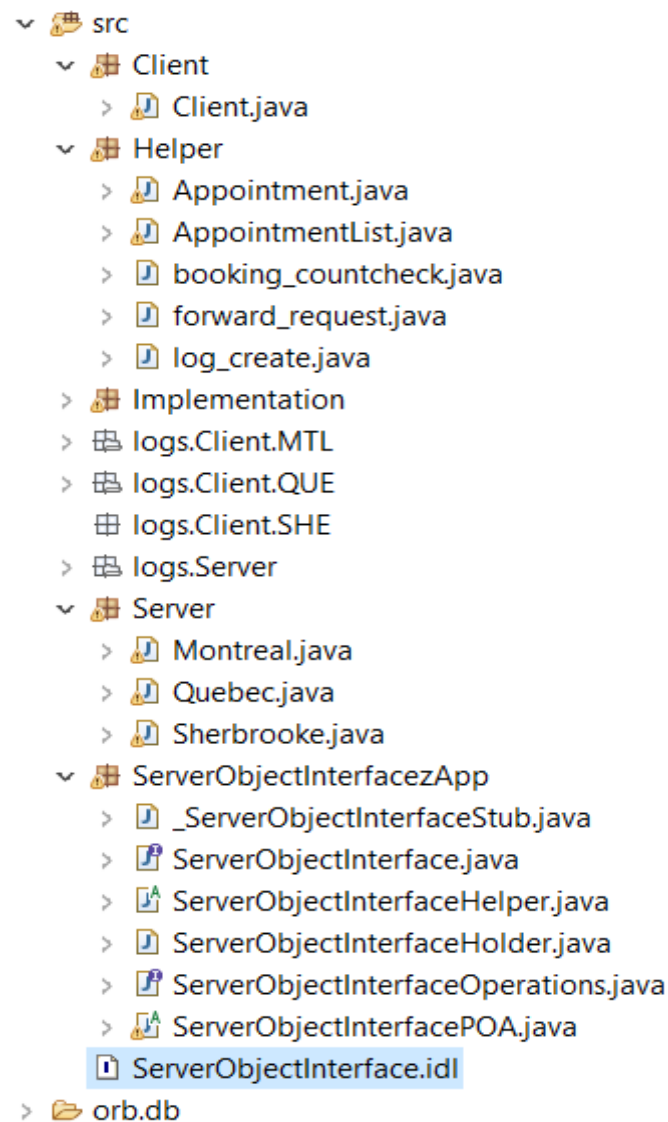 src
Client
Client.java
Helper
Appointment.java
AppointmentList.java
booking_countcheck.java
forward_request.java
log_create.java
Implementation
logs.Client.MTL
logs.Client.QUE
logs.Client.SHE
logs.Server
Server
Montreal.java
Quebec.java
Sherbrooke.java
ServerObjectInterfacezApp
_ServerObjectInterfaceStub.java
ServerObjectInterface.java
ServerObjectInterfaceHelper.java
ServerObjectInterfaceHolder.java
ServerObjectInterfaceOperations.java
ServerObjectInterfacePOA.java
ServerObjectInterface.idl
orb.db